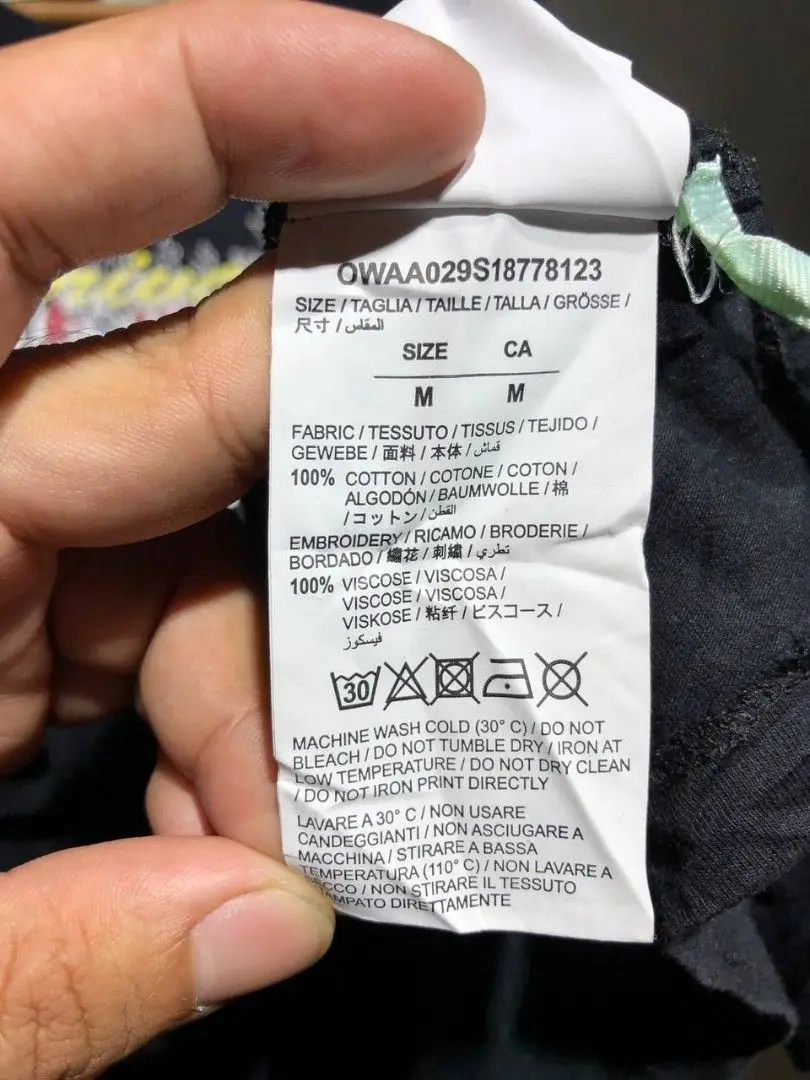 OWAA029S18778123
SIZE / TAGLIA / TAILLE / TALLA / GRÖSSE /
尺寸 / المقاس
SIZE CA
M M
FABRIC / TESSUTO / TISSUS / TEJIDO /
GEWEBE / 面料 / 本体 / قماش
100% COTTON / COTONE / COTON /
ALGODÓN / BAUMWOLLE / 棉
/ コットン / القطن
EMBROIDERY / RICAMO / BRODERIE /
BORDADO / 繡花 / 刺繍 / تطري
100% VISCOSE / VISCOSA /
VISCOSE / VISCOSA /
VISKOSE / 粘纤 / ビスコース /
فيسكوز
30
MACHINE WASH COLD (30° C) / DO NOT
BLEACH / DO NOT TUMBLE DRY / IRON AT
LOW TEMPERATURE / DO NOT DRY CLEAN
/ DO NOT IRON PRINT DIRECTLY
LAVARE A 30° C / NON USARE
CANDEGGIANTI / NON ASCIUGARE A
MACCHINA / STIRARE A BASSA
TEMPERATURA (110° C) / NON LAVARE A
SECCO / NON STIRARE IL TESSUTO
STAMPATO DIRETTAMENTE